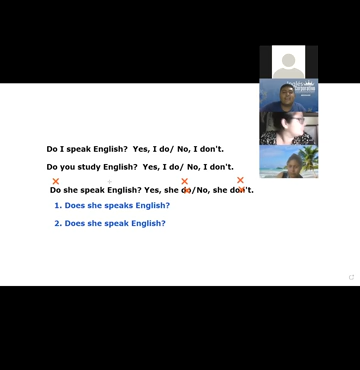 Do I speak English? Yes, I do/ No, I don't.
Do you study English? Yes, I do/ No, I don't.
Do she speak English? Yes, she do/No, she don't.
1. Does she speaks English?
2. Does she speak English?